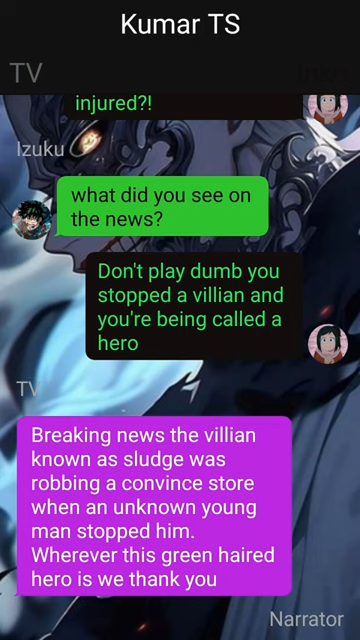 Kumar TS
TV
Inko
injured?!
Izuku
what did you see on
the news?
Don't play dumb you
stopped a villian and
you're being called a
hero
TV
Breaking news the villian
known as sludge was
robbing a convince store
when an unknown young
man stopped him.
Wherever this green haired
hero is we thank you
Narrator